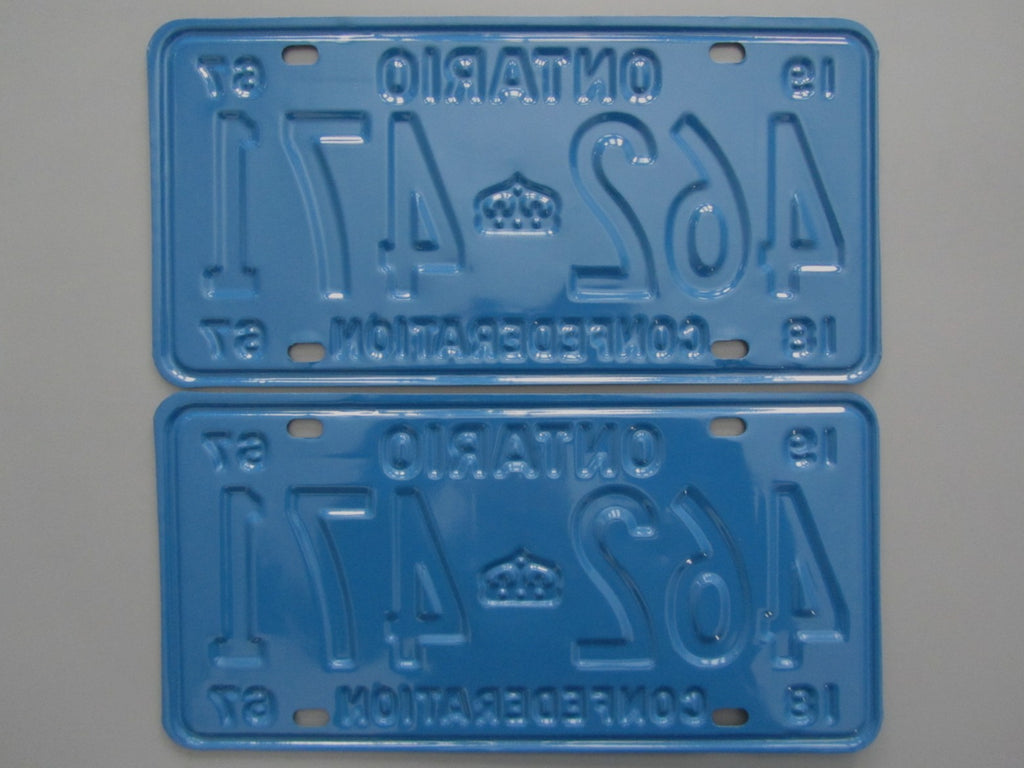 19 ONTARIO 67
462 471
18 CONFEDERATION 67
19 ONTARIO 67
462 471
18 CONFEDERATION 67